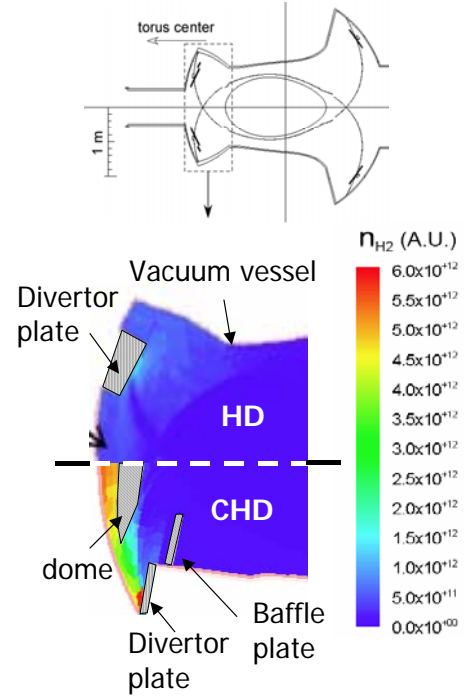 torus center
1 m
n_H2 (A.U.)
6.0x10^+12
5.5x10^+12
5.0x10^+12
4.5x10^+12
4.0x10^+12
3.5x10^+12
3.0x10^+12
2.5x10^+12
2.0x10^+12
1.5x10^+12
1.0x10^+12
5.0x10^+11
0.0x10^+00
Vacuum vessel
Divertor
plate
HD
CHD
dome
Baffle
plate
Divertor
plate